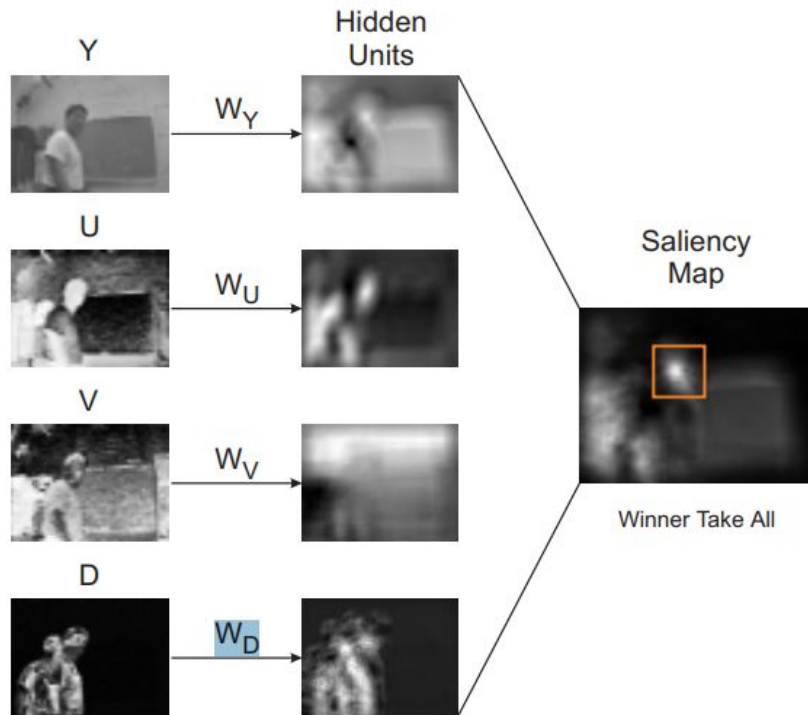 Y
Hidden
Units
W_Y
U
W_U
Saliency
Map
V
W_V
Winner Take All
D
W_D